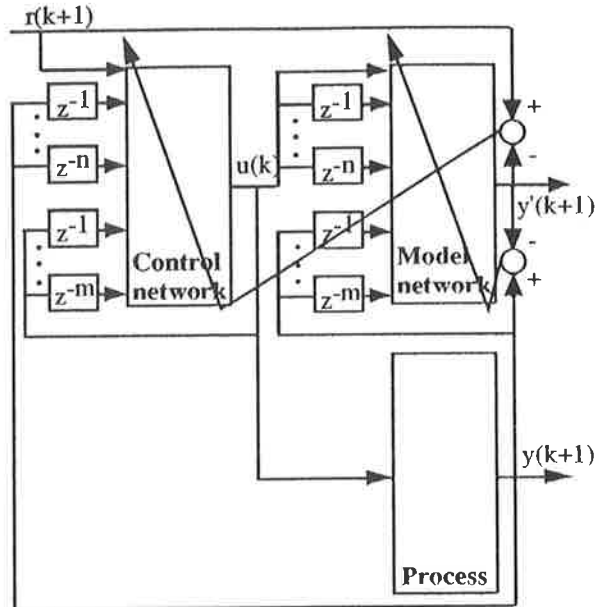 r(k+1)
z-1
z-n
z-1
z-m
Control
network
u(k)
z-1
z-n
z-1
z-m
Model
network
+
-
y'(k+1)
-
+
y(k+1)
Process